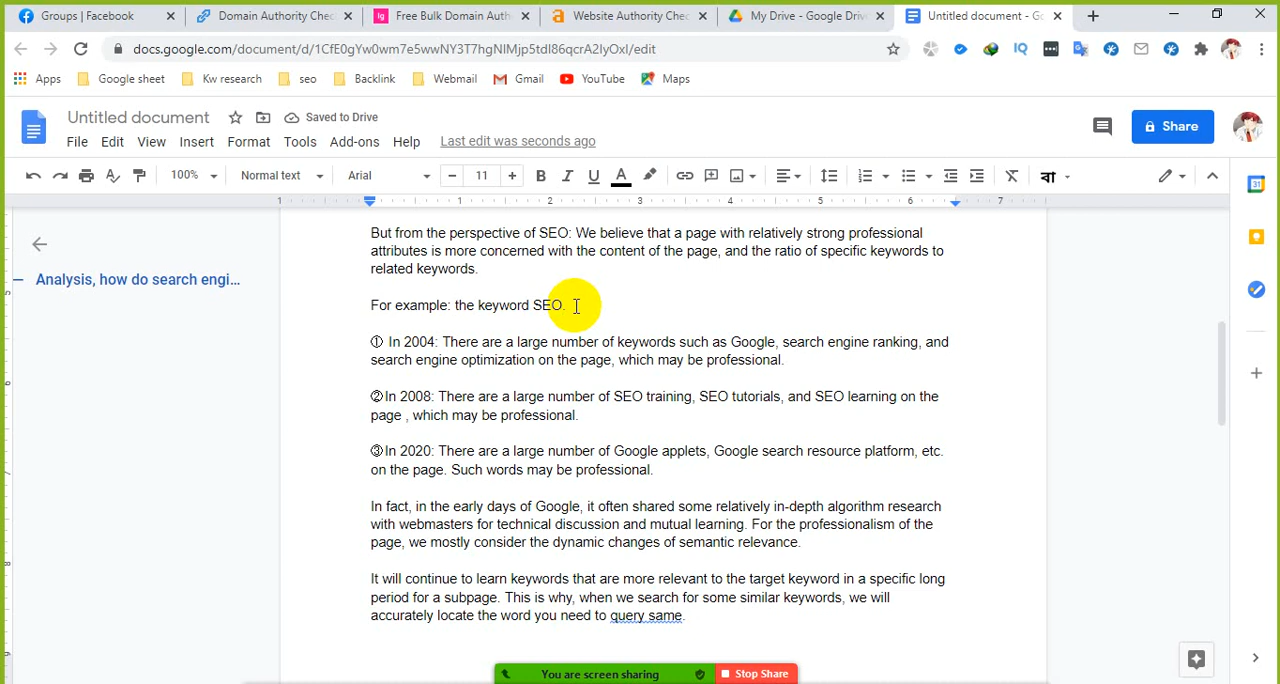 Groups | Facebook
Domain Authority Chec
Free Bulk Domain Auth
Website Authority Chec
My Drive - Google Driv
Untitled document - Go
docs.google.com/document/d/1CfE0gYw0wm7e5wwNY3T7hgNIMjp5tdI86qcrA2IyOxI/edit
Apps
Google sheet
Kw research
seo
Backlink
Webmail
Gmail
YouTube
Maps
Untitled document
Saved to Drive
File Edit View Insert Format Tools Add-ons Help
Last edit was seconds ago
Share
100%
Normal text
Arial
11
B I U A
বা
1 1 2 3 4 5 6 7
Analysis, how do search engi...
But from the perspective of SEO: We believe that a page with relatively strong professional
attributes is more concerned with the content of the page, and the ratio of specific keywords to
related keywords.
For example: the keyword SEO.
① In 2004: There are a large number of keywords such as Google, search engine ranking, and
search engine optimization on the page, which may be professional.
②In 2008: There are a large number of SEO training, SEO tutorials, and SEO learning on the
page , which may be professional.
③In 2020: There are a large number of Google applets, Google search resource platform, etc.
on the page. Such words may be professional.
In fact, in the early days of Google, it often shared some relatively in-depth algorithm research
with webmasters for technical discussion and mutual learning. For the professionalism of the
page, we mostly consider the dynamic changes of semantic relevance.
It will continue to learn keywords that are more relevant to the target keyword in a specific long
period for a subpage. This is why, when we search for some similar keywords, we will
accurately locate the word you need to query same.
You are screen sharing
Stop Share